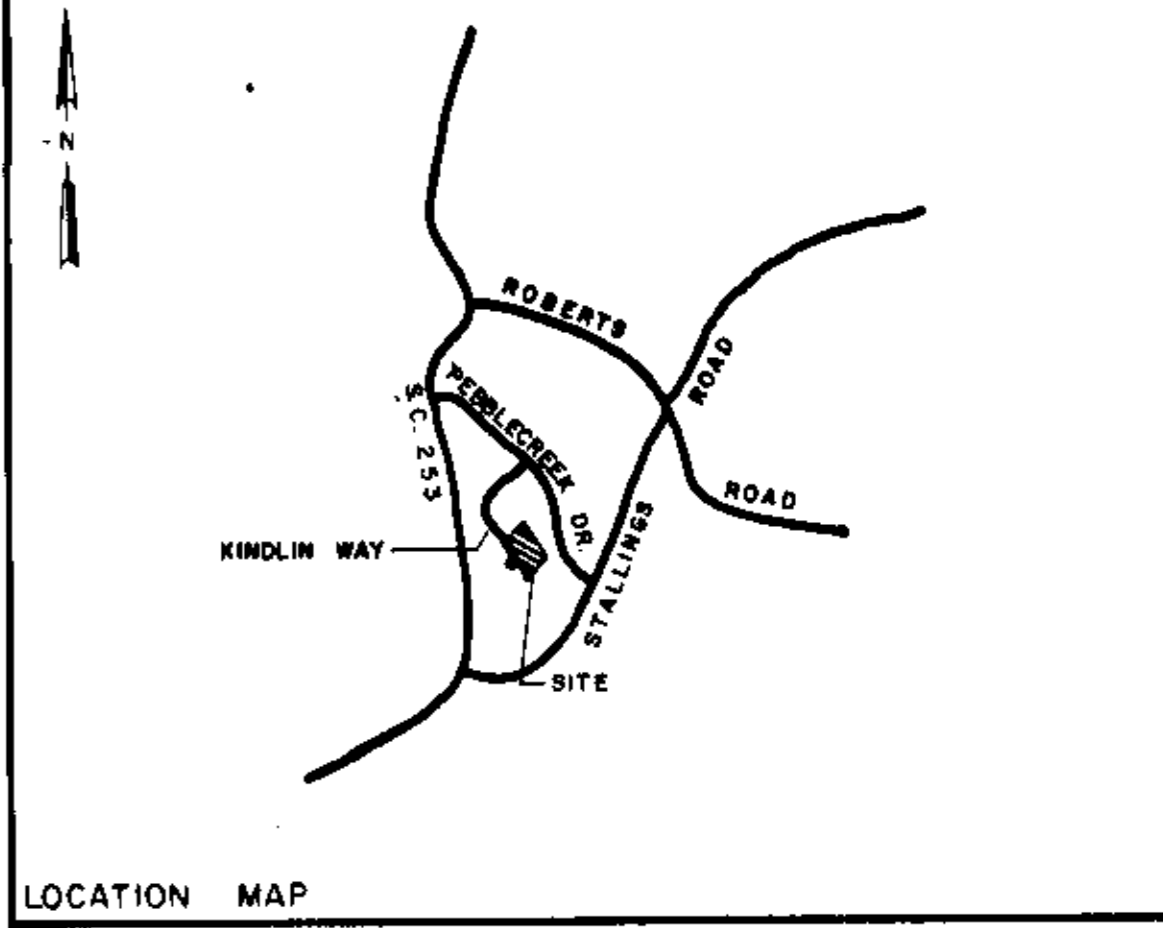 N
ROBERTS
ROAD
PEBBLECREEK DR.
S.C. 253
ROAD
STALLINGS
KINDLIN WAY
SITE
LOCATION MAP